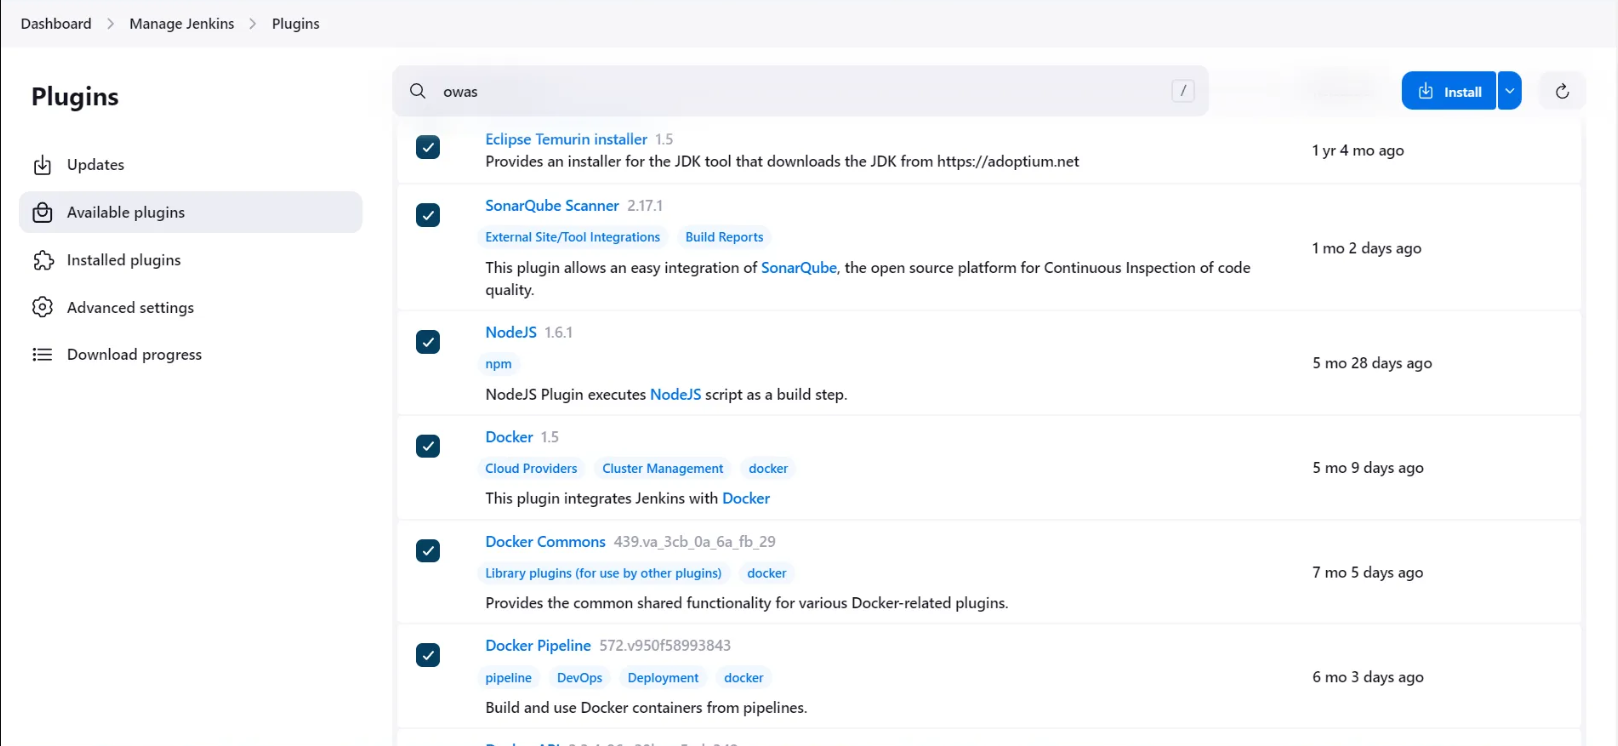 Dashboard > Manage Jenkins > Plugins
Plugins
Updates
Available plugins
Installed plugins
Advanced settings
Download progress
owas /
Install
Eclipse Temurin installer 1.5
Provides an installer for the JDK tool that downloads the JDK from https://adoptium.net
1 yr 4 mo ago
SonarQube Scanner 2.17.1
External Site/Tool Integrations Build Reports
This plugin allows an easy integration of SonarQube, the open source platform for Continuous Inspection of code
quality.
1 mo 2 days ago
NodeJS 1.6.1
npm
NodeJS Plugin executes NodeJS script as a build step.
5 mo 28 days ago
Docker 1.5
Cloud Providers Cluster Management docker
This plugin integrates Jenkins with Docker
5 mo 9 days ago
Docker Commons 439.va_3cb_0a_6a_fb_29
Library plugins (for use by other plugins) docker
Provides the common shared functionality for various Docker-related plugins.
7 mo 5 days ago
Docker Pipeline 572.v950f58993843
pipeline DevOps Deployment docker
Build and use Docker containers from pipelines.
6 mo 3 days ago